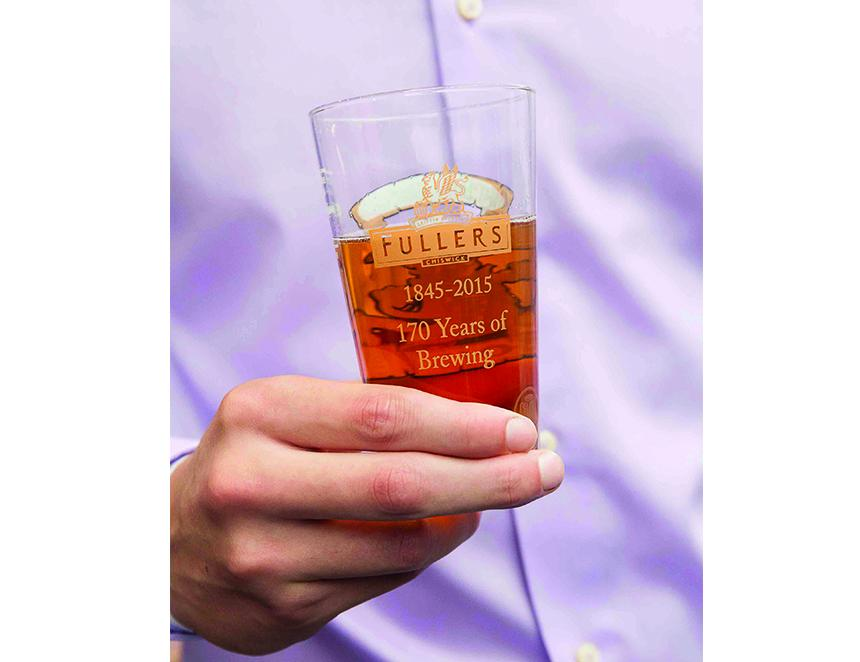 FULLERS
CHISWICK
1845-2015
170 Years of
Brewing